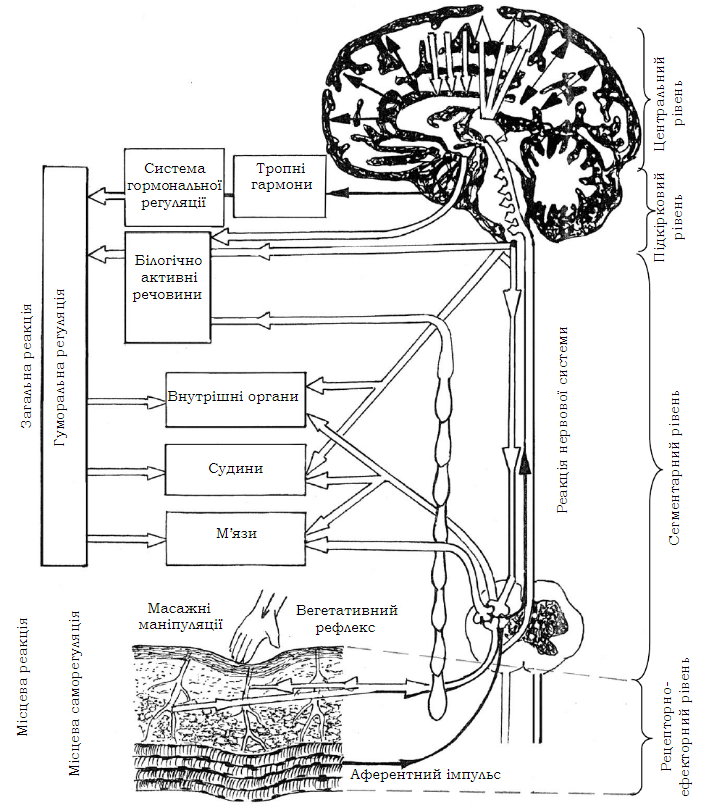 Центральний
рівень
Підкірковий
рівень
Система
гормональної
регуляції
Тропні
гармони
Вілогічно
активні
речовини
Загальна реакція
Гуморальна регуляція
Внутрішні органи
Судини
М'язи
Реакція нервової системи
Сегментарний рівень
Масажні
маніпуляції
Вегетативний
рефлекс
Місцева реакція
Місцева саморегуляція
Аферентний імпульс
Рецепторно-
ефекторний рівень